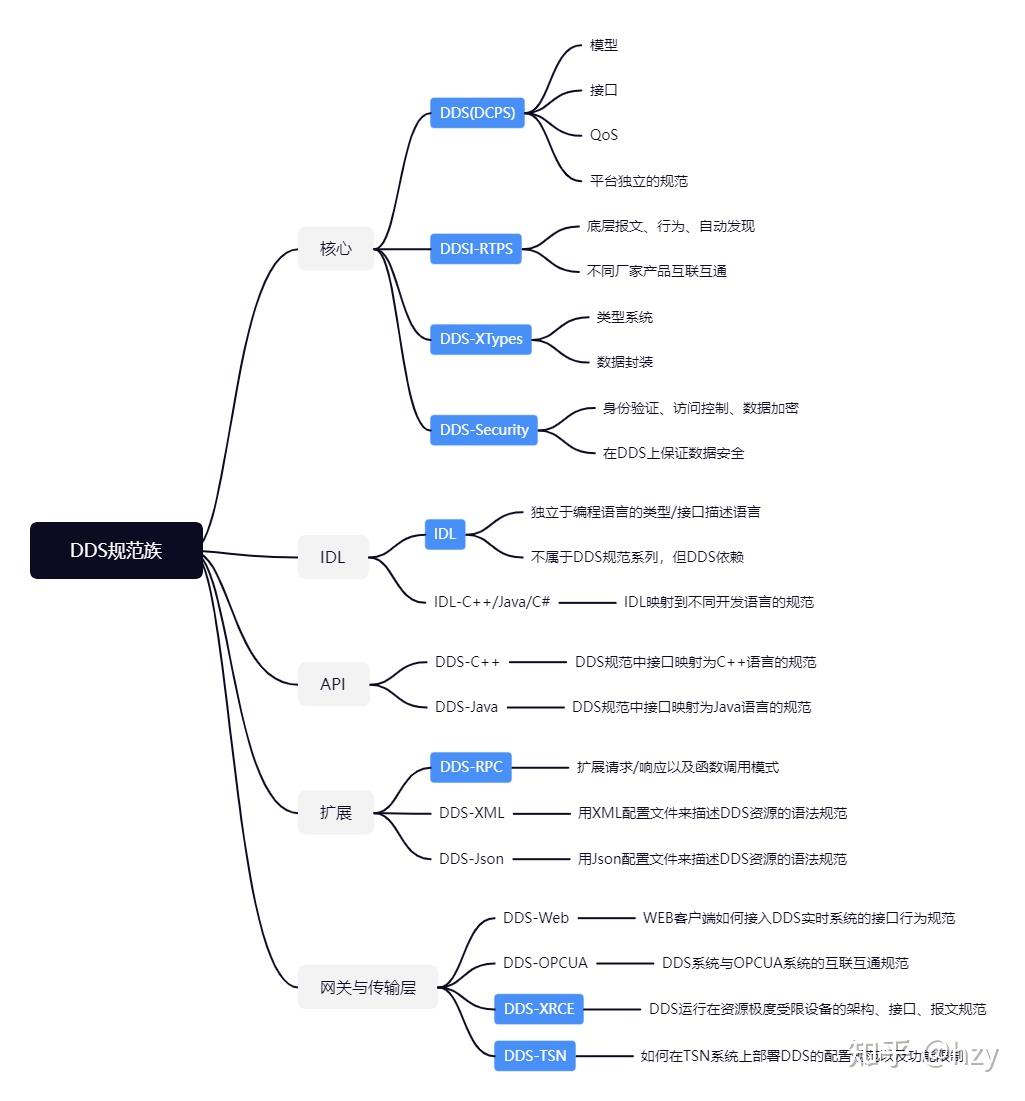 DDS规范族
核心
DDS(DCPS)
模型
接口
QoS
平台独立的规范
DDSI-RTPS
底层报文、行为、自动发现
不同厂家产品互联互通
DDS-XTypes
类型系统
数据封装
DDS-Security
身份验证、访问控制、数据加密
在DDS上保证数据安全
IDL
IDL
独立于编程语言的类型/接口描述语言
不属于DDS规范系列，但DDS依赖
IDL-C++/Java/C#
IDL映射到不同开发语言的规范
API
DDS-C++
DDS规范中接口映射为C++语言的规范
DDS-Java
DDS规范中接口映射为Java语言的规范
扩展
DDS-RPC
扩展请求/响应以及函数调用模式
DDS-XML
用XML配置文件来描述DDS资源的语法规范
DDS-Json
用Json配置文件来描述DDS资源的语法规范
网关与传输层
DDS-Web
WEB客户端如何接入DDS实时系统的接口行为规范
DDS-OPCUA
DDS系统与OPCUA系统的互联互通规范
DDS-XRCE
DDS运行在资源极度受限设备的架构、接口、报文规范
DDS-TSN
如何在TSN系统上部署DDS的配置规范以及功能限制
知乎 @hzy